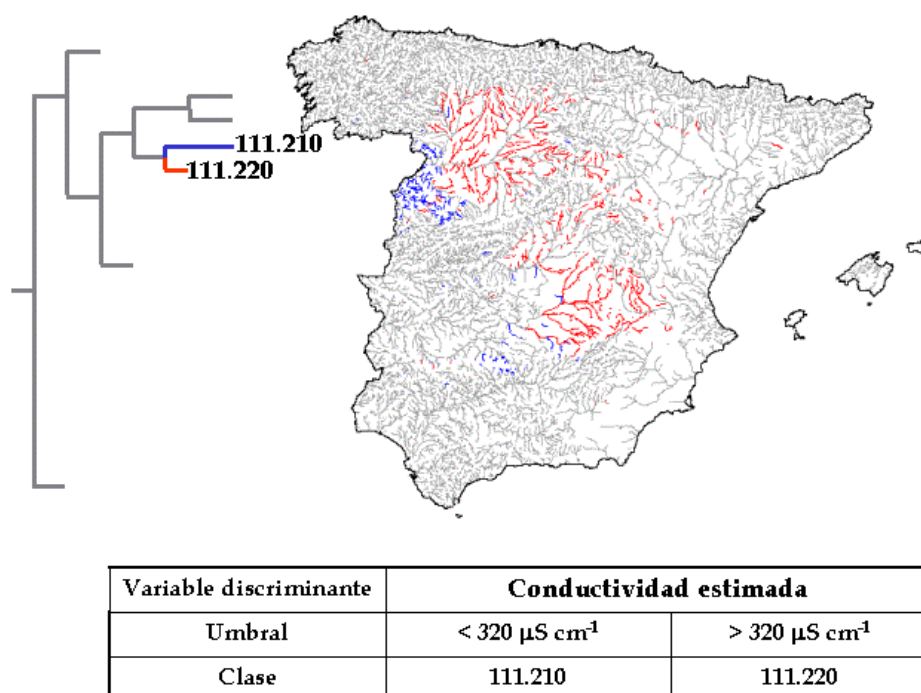 111.210
111.220
Variable discriminante Conductividad estimada
Umbral < 320 μS cm⁻¹ > 320 μS cm⁻¹
Clase 111.210 111.220